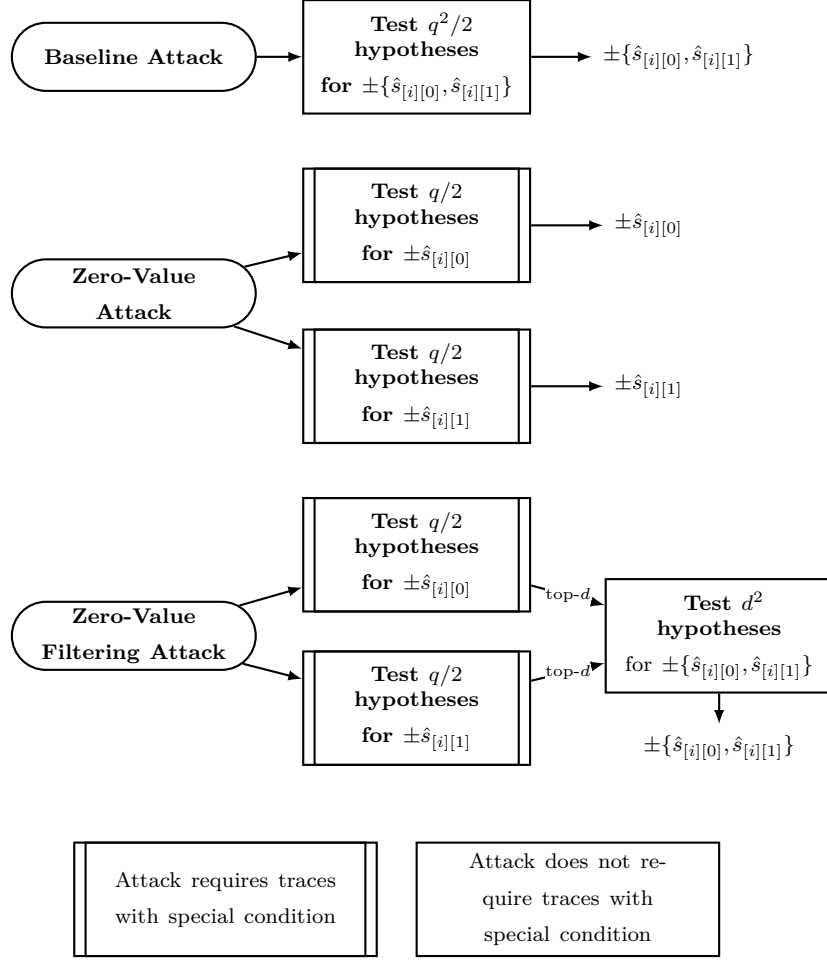 Baseline Attack
Test q²/2
hypotheses
for ±{ŝ[i][0], ŝ[i][1]}
±{ŝ[i][0], ŝ[i][1]}
Zero-Value
Attack
Test q/2
hypotheses
for ±ŝ[i][0]
±ŝ[i][0]
Test q/2
hypotheses
for ±ŝ[i][1]
±ŝ[i][1]
Zero-Value
Filtering Attack
Test q/2
hypotheses
for ±ŝ[i][0]
top-d
Test q/2
hypotheses
for ±ŝ[i][1]
top-d
Test d²
hypotheses
for ±{ŝ[i][0], ŝ[i][1]}
±{ŝ[i][0], ŝ[i][1]}
Attack requires traces
with special condition
Attack does not re-
quire traces with
special condition